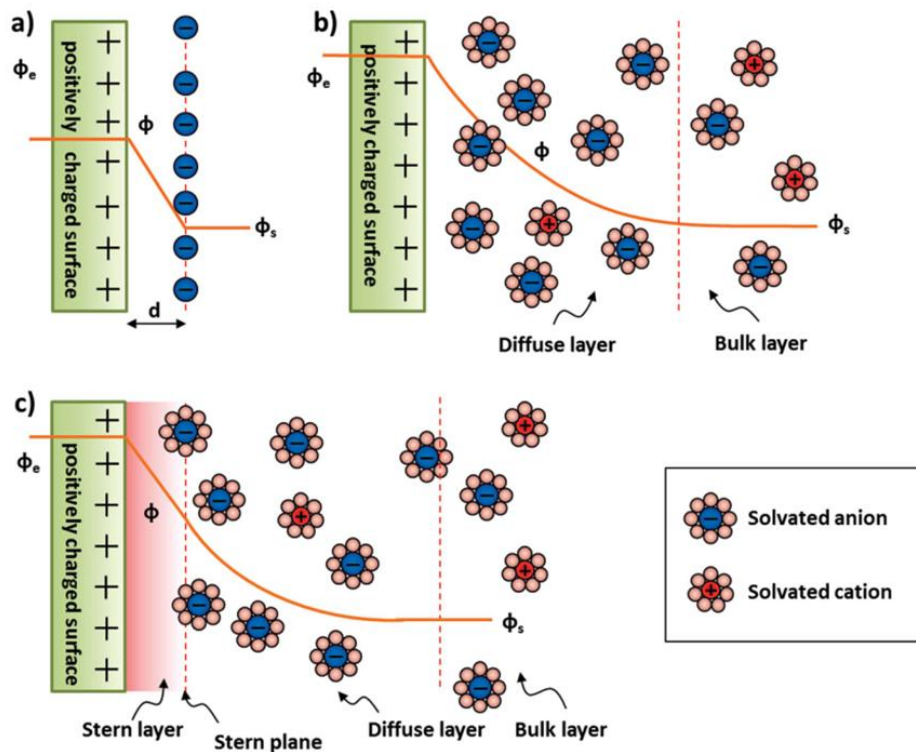 a)
Φe
positively charged surface
+
+
+
+
+
+
+
Φ
−
−
−
−
−
−
−
Φs
d
b)
Φe
positively charged surface
+
+
+
+
+
+
+
Φ
Φs
−
−
−
−
−
−
−
−
−
−
+
+
+
Diffuse layer
Bulk layer
c)
Φe
positively charged surface
+
+
+
+
+
+
+
Φ
Φs
−
−
−
−
−
−
−
−
−
−
+
+
+
Stern layer
Stern plane
Diffuse layer
Bulk layer
−
Solvated anion
+
Solvated cation